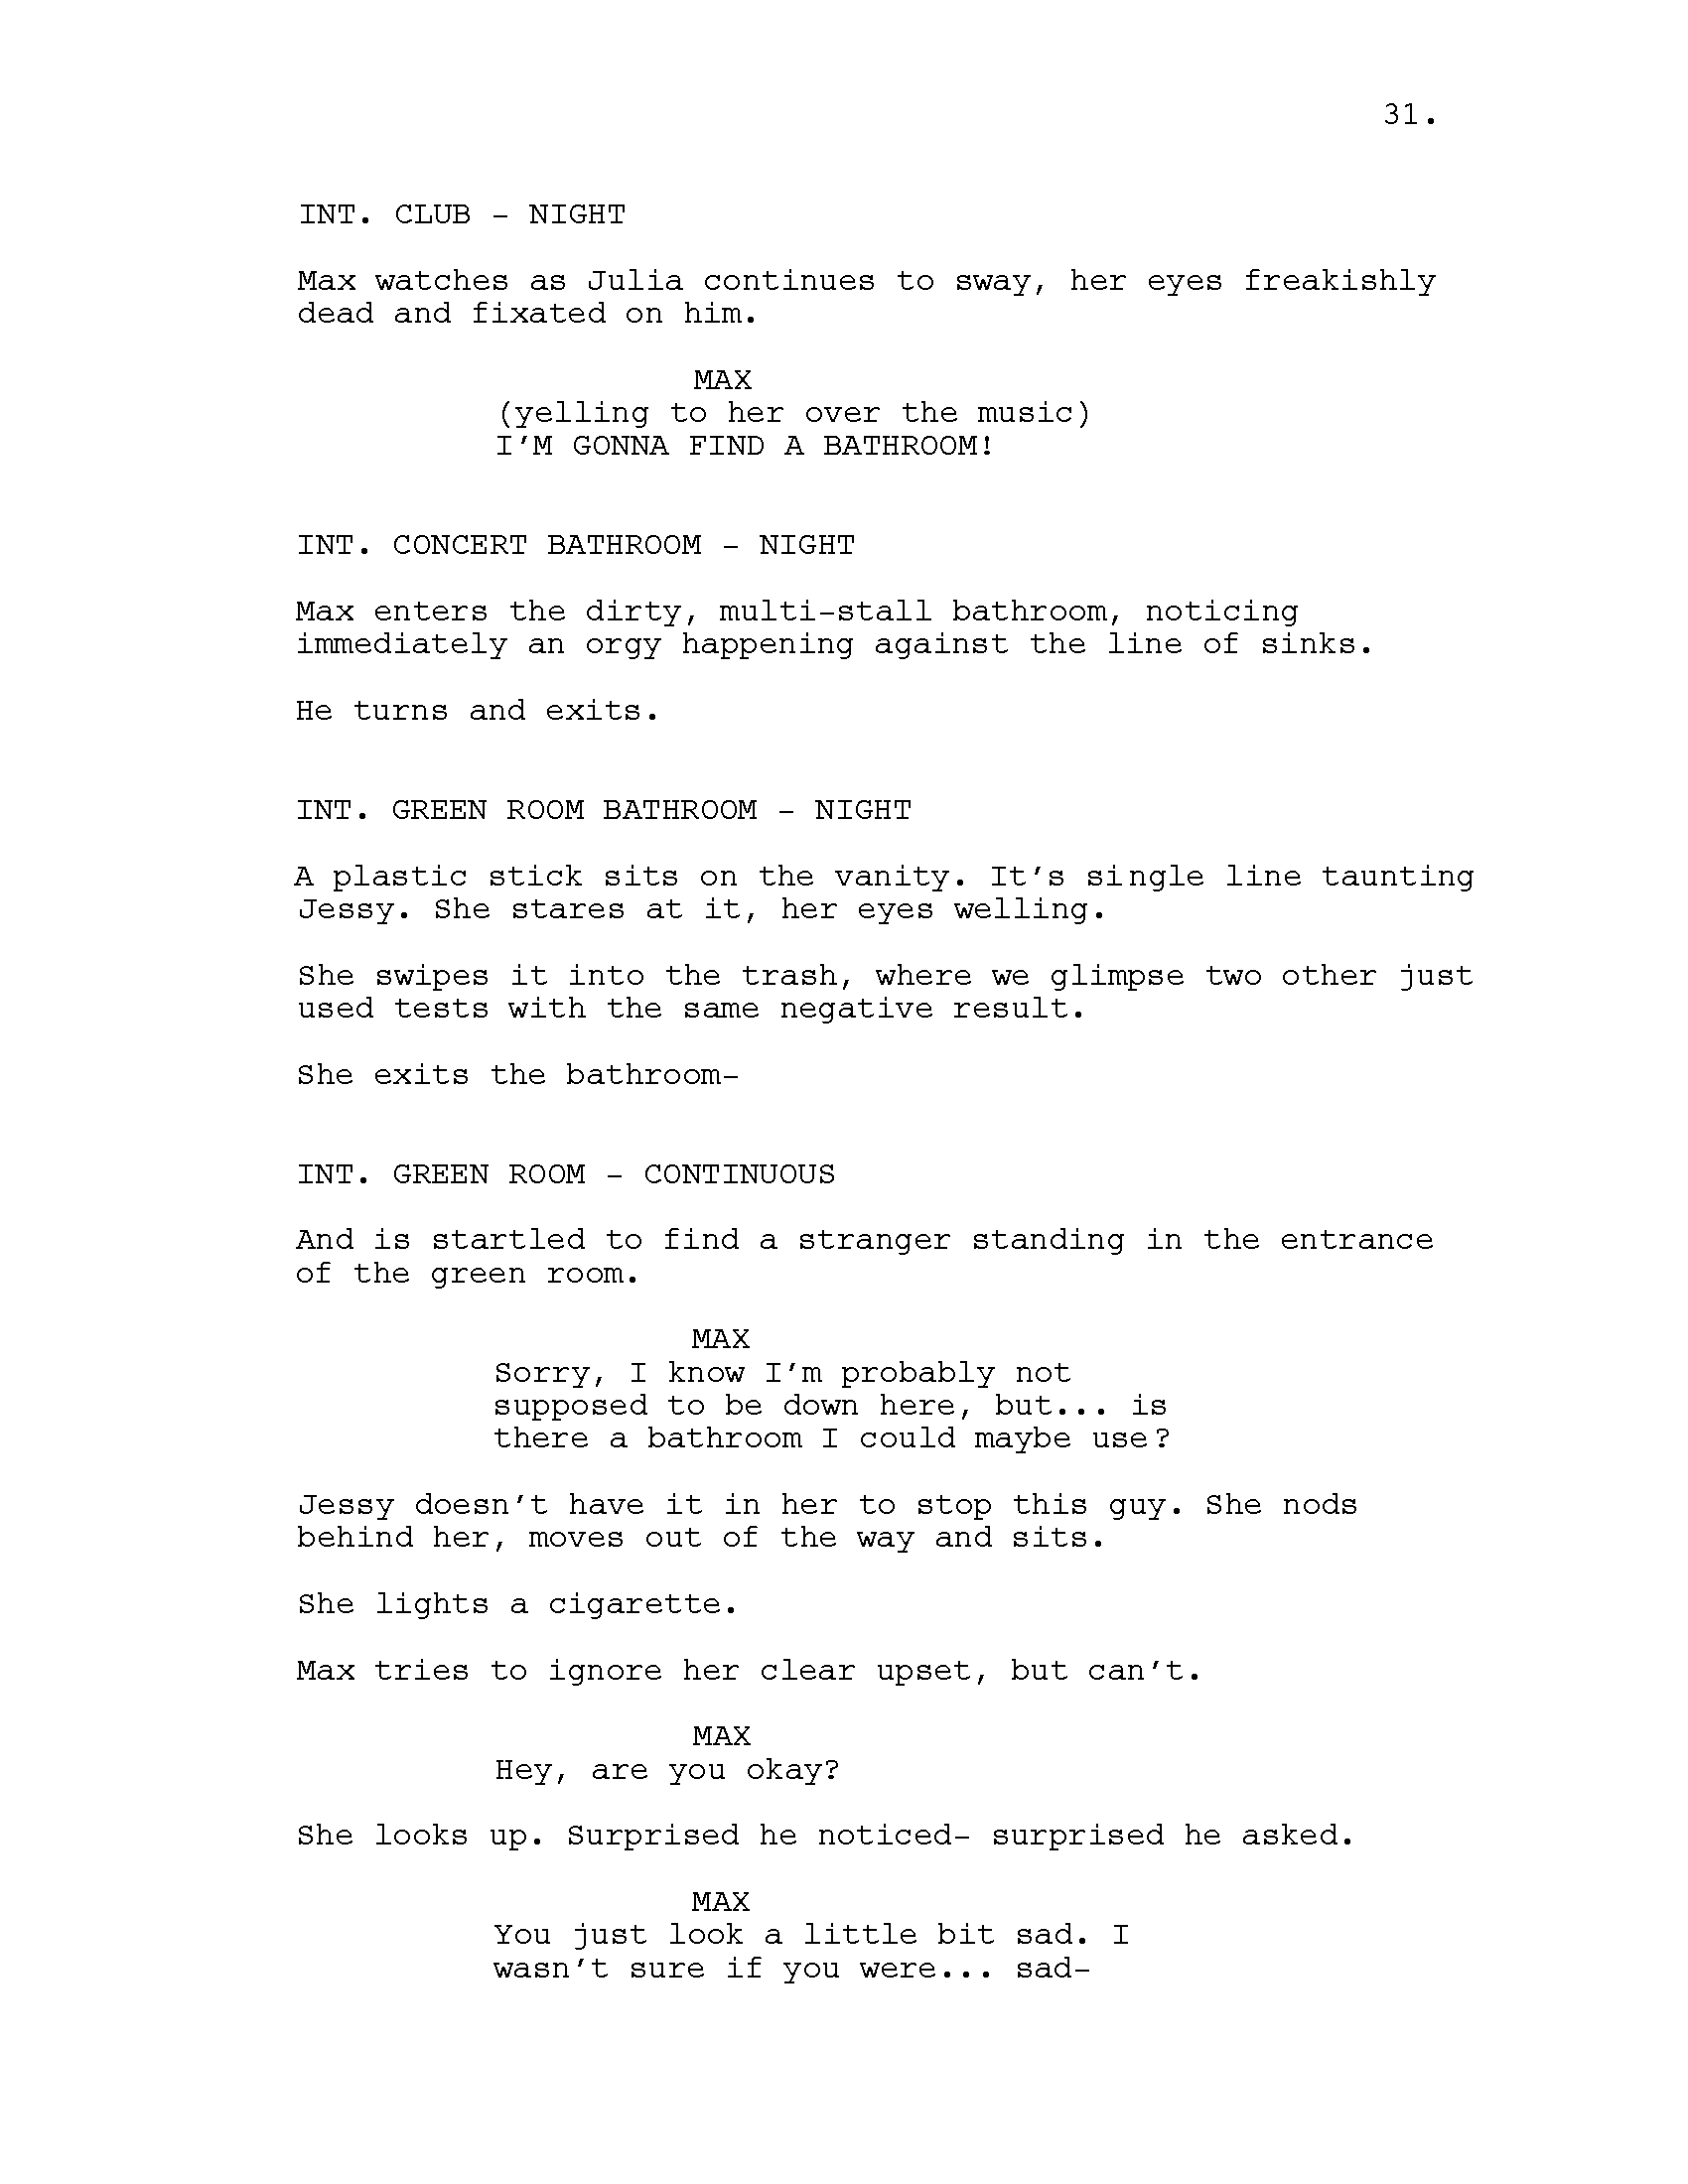 31.
INT. CLUB - NIGHT
Max watches as Julia continues to sway, her eyes freakishly
dead and fixated on him.
MAX
(yelling to her over the music)
I'M GONNA FIND A BATHROOM!
INT. CONCERT BATHROOM - NIGHT
Max enters the dirty, multi-stall bathroom, noticing
immediately an orgy happening against the line of sinks.
He turns and exits.
INT. GREEN ROOM BATHROOM - NIGHT
A plastic stick sits on the vanity. It's single line taunting
Jessy. She stares at it, her eyes welling.
She swipes it into the trash, where we glimpse two other just
used tests with the same negative result.
She exits the bathroom-
INT. GREEN ROOM - CONTINUOUS
And is startled to find a stranger standing in the entrance
of the green room.
MAX
Sorry, I know I'm probably not
supposed to be down here, but... is
there a bathroom I could maybe use?
Jessy doesn't have it in her to stop this guy. She nods
behind her, moves out of the way and sits.
She lights a cigarette.
Max tries to ignore her clear upset, but can't.
MAX
Hey, are you okay?
She looks up. Surprised he noticed- surprised he asked.
MAX
You just look a little bit sad. I
wasn't sure if you were... sad-